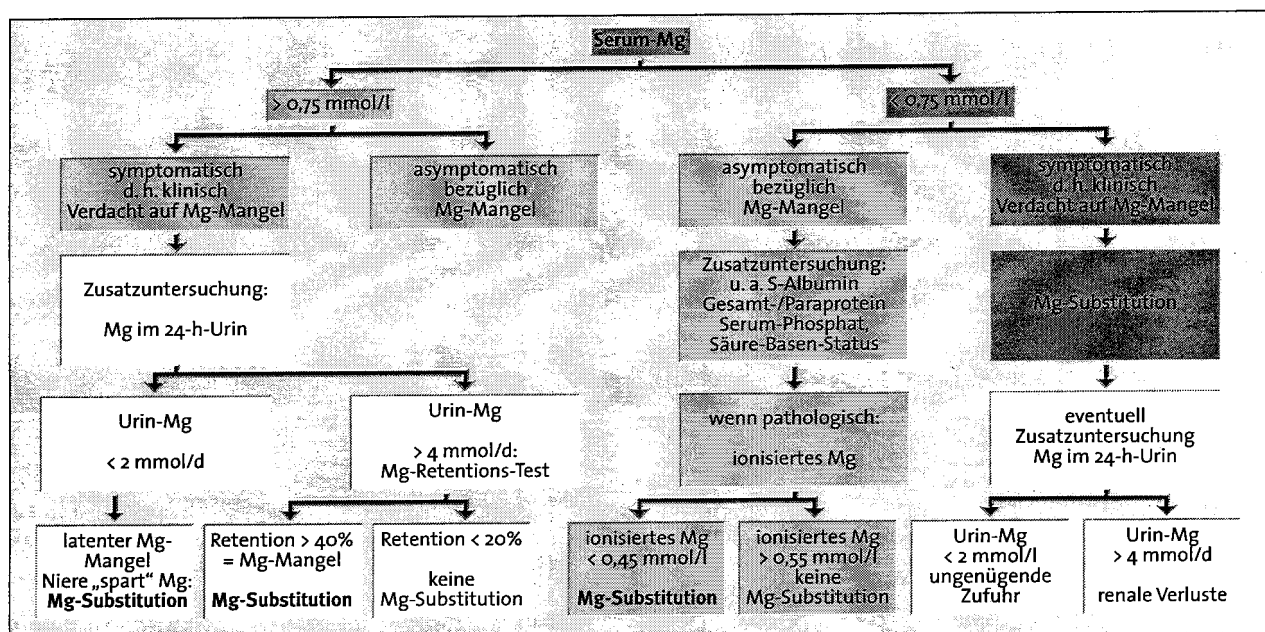 Serum-Mg
> 0,75 mmol/l
< 0,75 mmol/l
symptomatisch
d. h. klinisch
Verdacht auf Mg-Mangel
asymptomatisch
bezüglich
Mg-Mangel
asymptomatisch
bezüglich
Mg-Mangel
symptomatisch
d. h. klinisch
Verdacht auf Mg-Mangel
Zusatzuntersuchung:
Mg im 24-h-Urin
Zusatzuntersuchung:
u. a. S-Albumin
Gesamt-/Paraprotein
Serum-Phosphat,
Säure-Basen-Status
Mg-Substitution
Urin-Mg
< 2 mmol/d
Urin-Mg
> 4 mmol/d:
Mg-Retentions-Test
wenn pathologisch:
ionisiertes Mg
eventuell
Zusatzuntersuchung
Mg im 24-h-Urin
latenter Mg-
Mangel
Niere „spart“ Mg:
Mg-Substitution
Retention > 40%
= Mg-Mangel
Mg-Substitution
Retention < 20%
keine
Mg-Substitution
ionisiertes Mg
< 0,45 mmol/l
Mg-Substitution
ionisiertes Mg
> 0,55 mmol/l
keine
Mg-Substitution
Urin-Mg
< 2 mmol/l
ungenügende
Zufuhr
Urin-Mg
> 4 mmol/d
renale Verluste